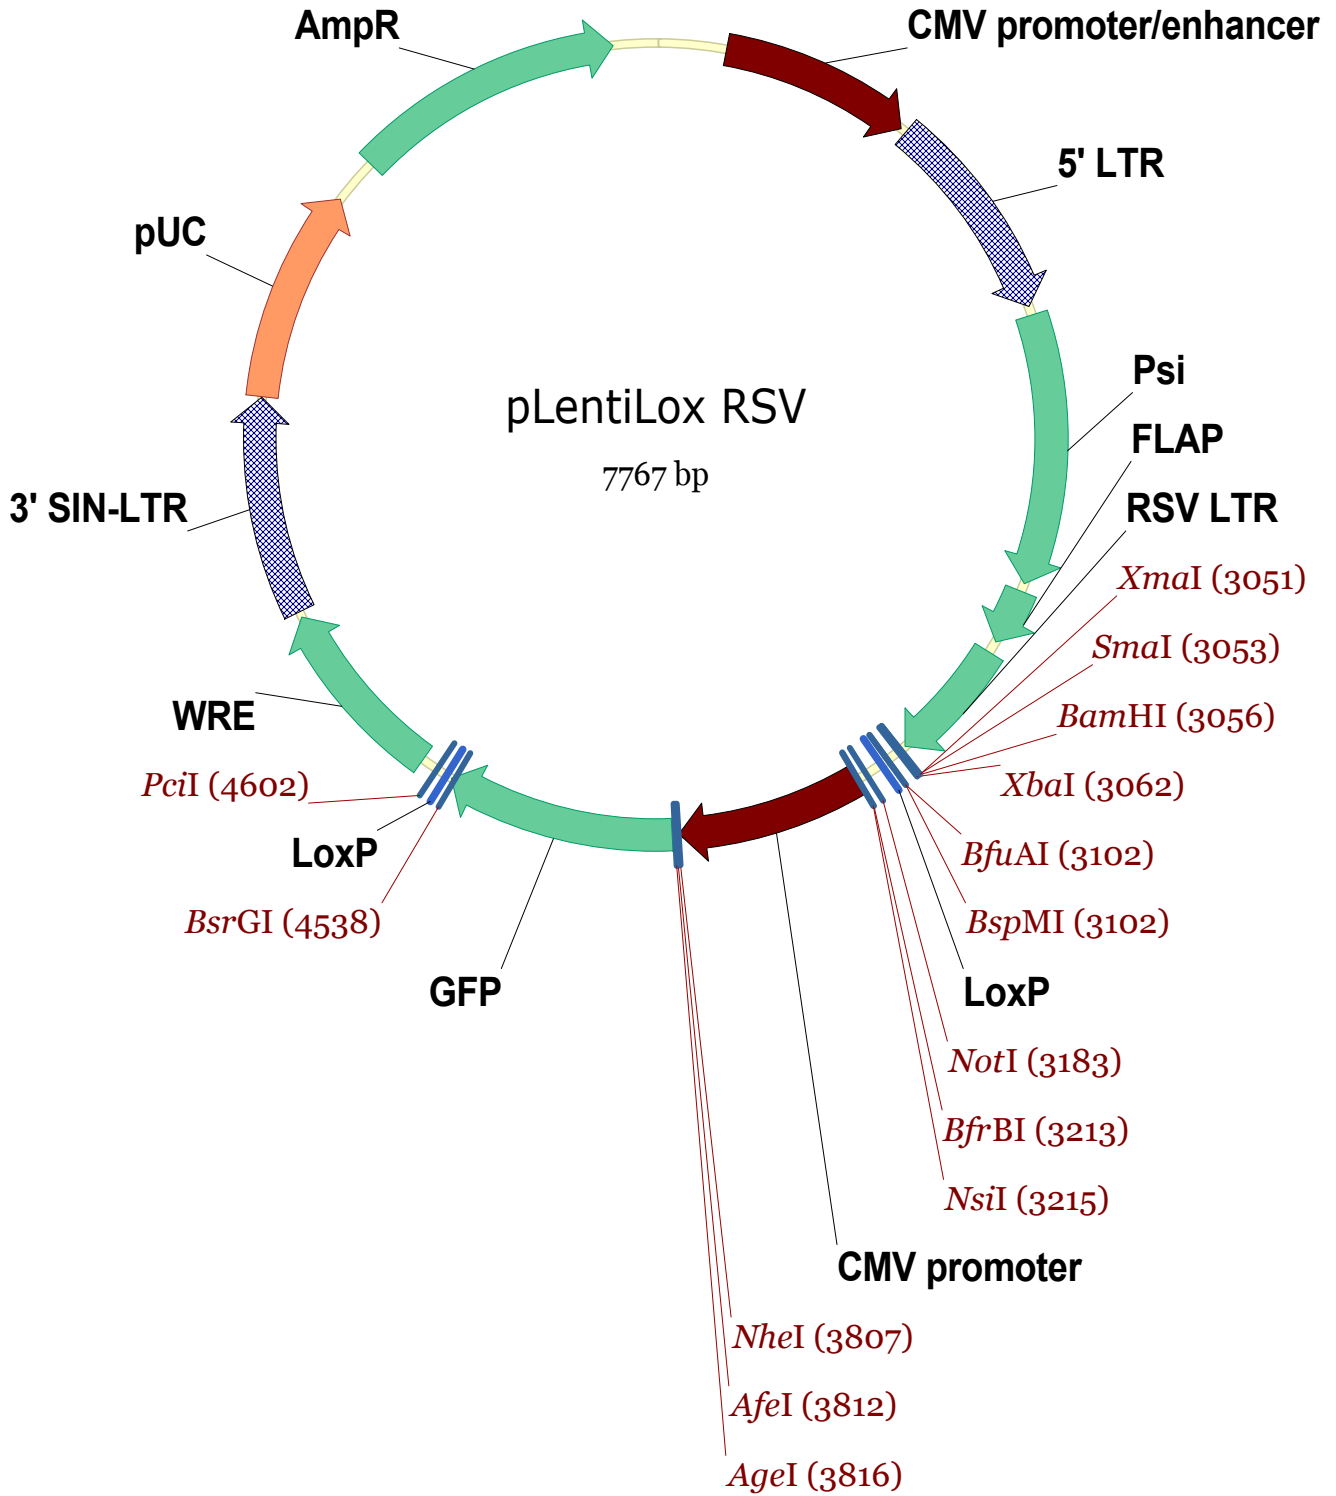 AmpR
CMV promoter/enhancer
5' LTR
pUC
Psi
pLentiLox RSV
7767 bp
FLAP
3' SIN-LTR
RSV LTR
XmaI (3051)
SmaI (3053)
BamHI (3056)
WRE
PciI (4602)
XbaI (3062)
LoxP
BfuAI (3102)
BsrGI (4538)
BspMI (3102)
GFP
LoxP
NotI (3183)
BfrBI (3213)
NsiI (3215)
CMV promoter
NheI (3807)
AfeI (3812)
AgeI (3816)